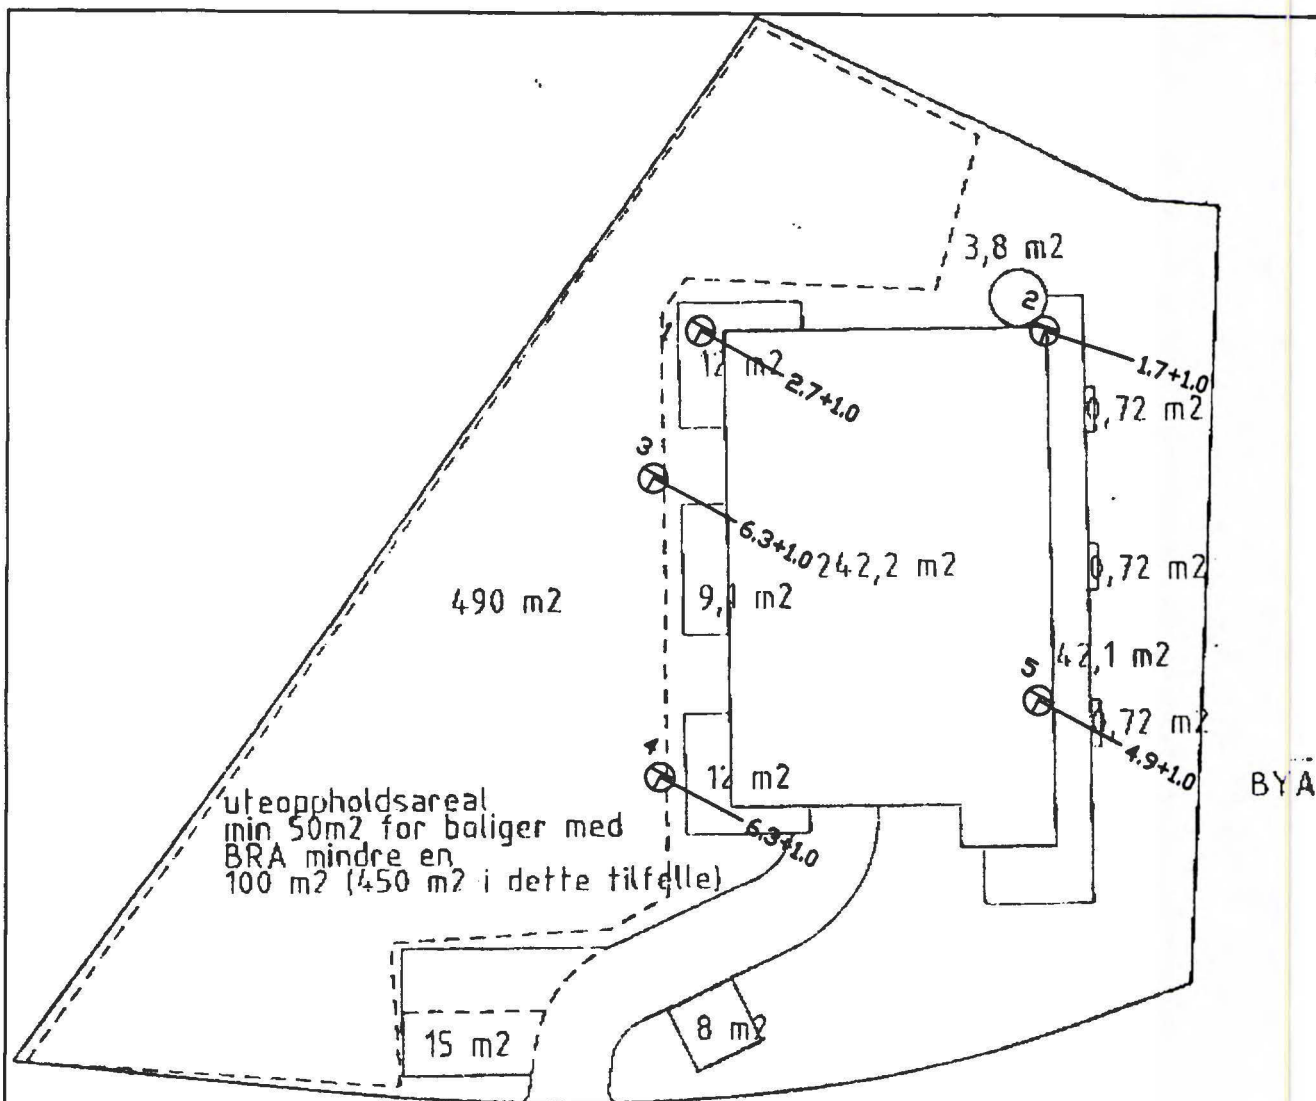 3,8 m2
2
1
12 m2
2.7+1.0
1.7+1.0
0,72 m2
3
6.3+1.0
242,2 m2
0,72 m2
490 m2
9,1 m2
42,1 m2
5
0,72 m2
4
12 m2
4.9+1.0
BYA
6.3+1.0
uteoppholdsareal
min 50m2 for boliger med
BRA mindre en
100 m2 (450 m2 i dette tilfelle)
15 m2
8 m2